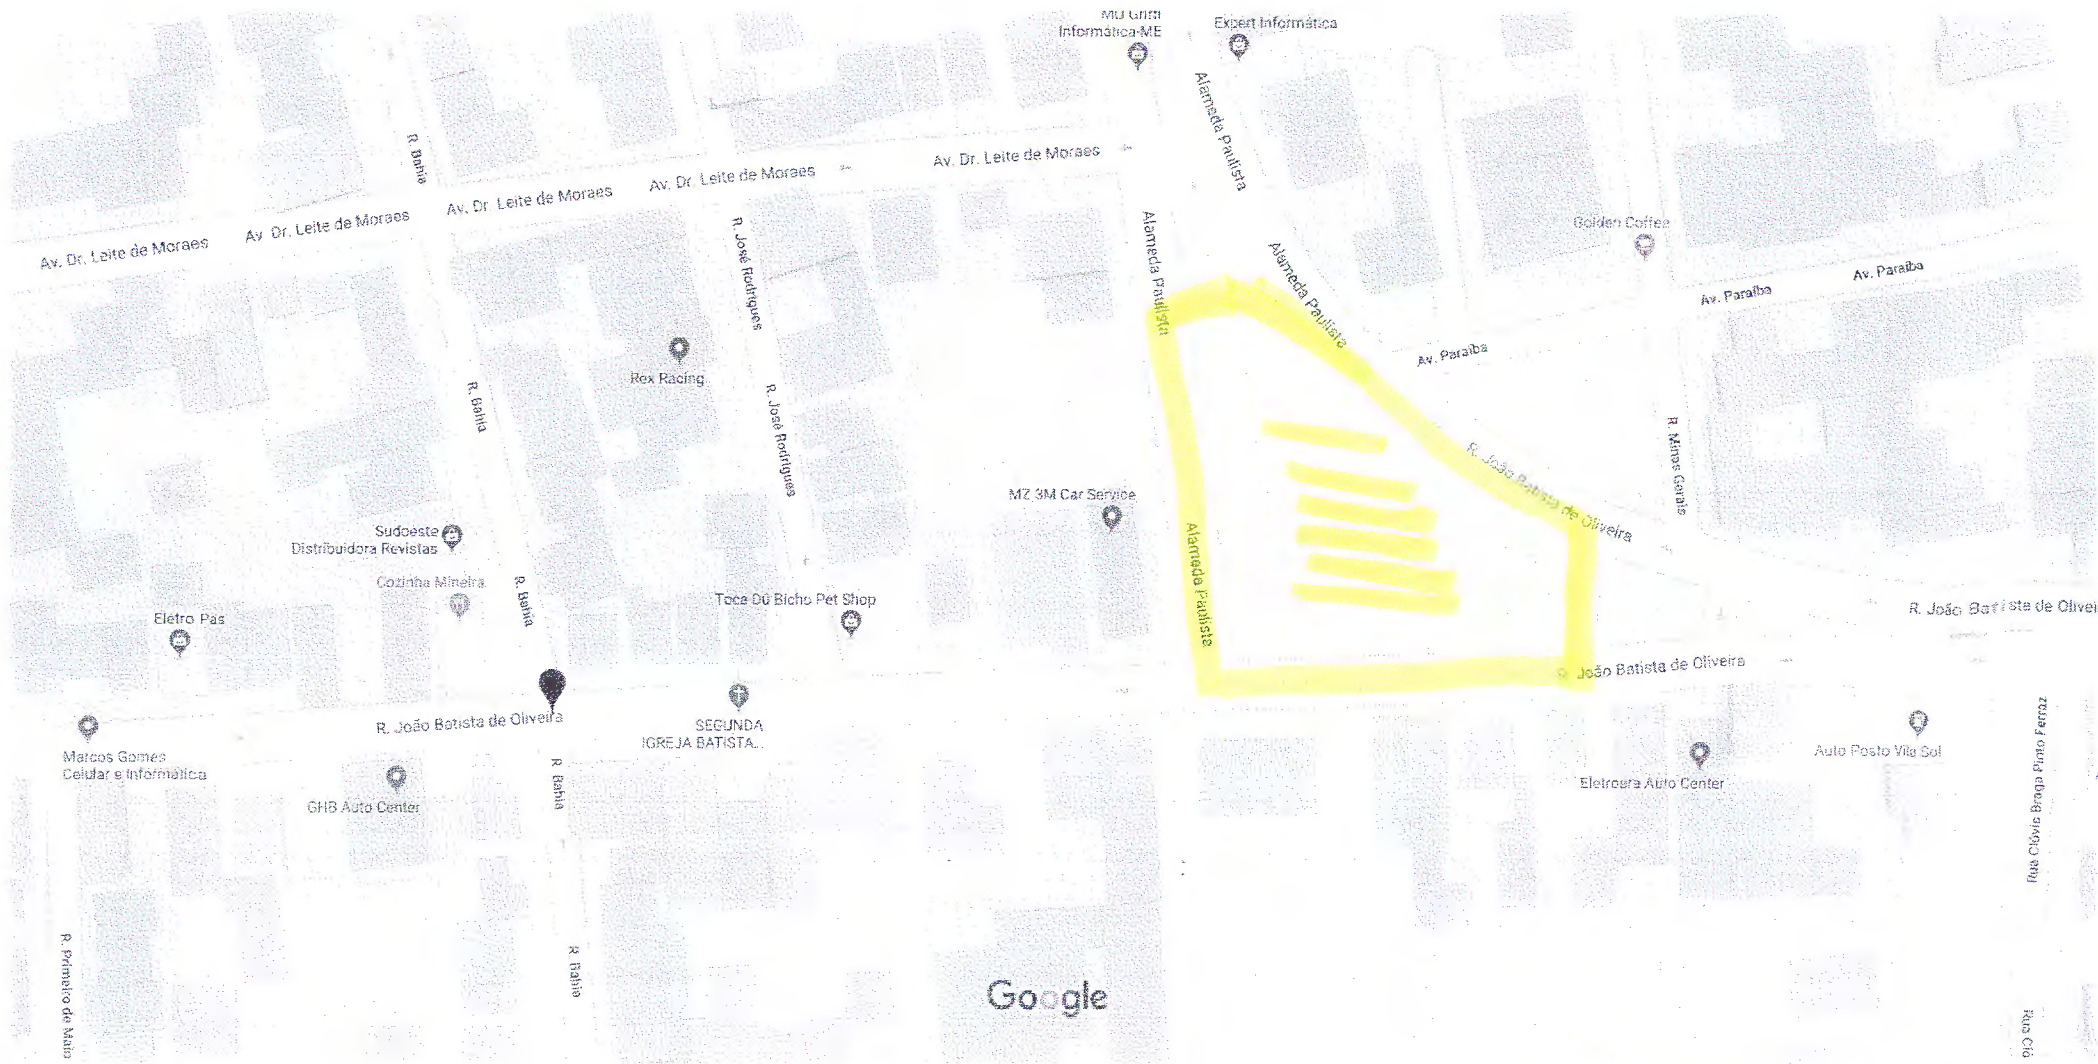 Informática-ME
Expert Informática
Alameda Paulista
R. Bahia
Av. Dr. Leite de Moraes
Av. Dr. Leite de Moraes
Av. Dr. Leite de Moraes
Av. Dr. Leite de Moraes
Av. Dr. Leite de Moraes
R. José Rodrigues
Alameda Paulista
Alameda Paulista
Golden Coffee
Av. Paraíba
Av. Paraíba
Av. Paraíba
Rex Racing
R. Bahia
R. José Rodrigues
R. João Batista de Oliveira
R. Minas Gerais
MZ 3M Car Service
Sudoeste
Distribuidora Revistas
Cozinha Mineira
R. Bahia
Alameda Paulista
Toca Dú Bicho Pet Shop
Eletro Pas
R. João Batista de Olivei
R. João Batista de Oliveira
R. João Batista de Oliveira
SEGUNDA
IGREJA BATISTA...
Marcos Gomes
Celular e Informática
GHB Auto Center
R. Bahia
Eletroara Auto Center
Auto Posto Vila Sol
Rua Clóvis Braga Pinto Ferraz
R. Primeiro de Maio
R. Bahia
Google
Rua Cló